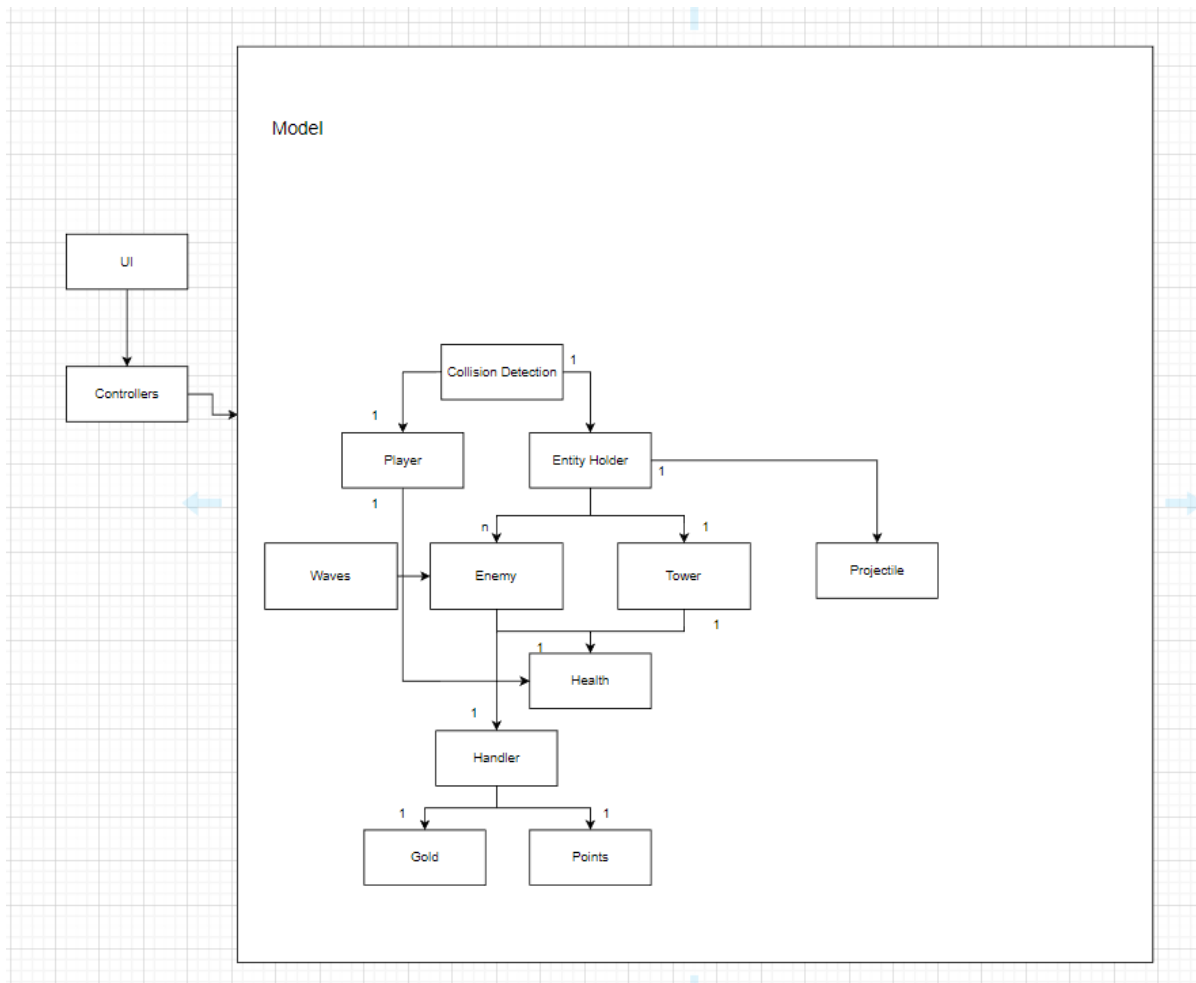 Model
UI
Collision Detection
1
Controllers
1
Player
Entity Holder
1
1
n
1
Waves
Enemy
Tower
Projectile
1
1
Health
1
Handler
1
1
Gold
Points